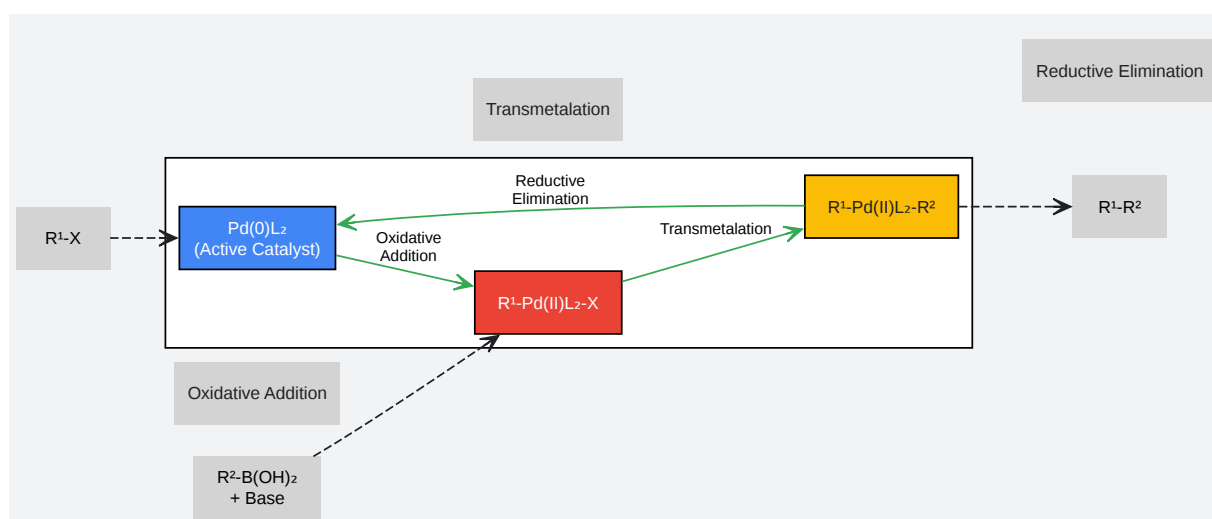 Reductive Elimination
Transmetalation
Reductive
Elimination
R¹-Pd(II)L₂-R²
R¹-R²
Pd(0)L₂
(Active Catalyst)
R¹-X
Oxidative
Addition
Transmetalation
R¹-Pd(II)L₂-X
Oxidative Addition
R²-B(OH)₂
+ Base